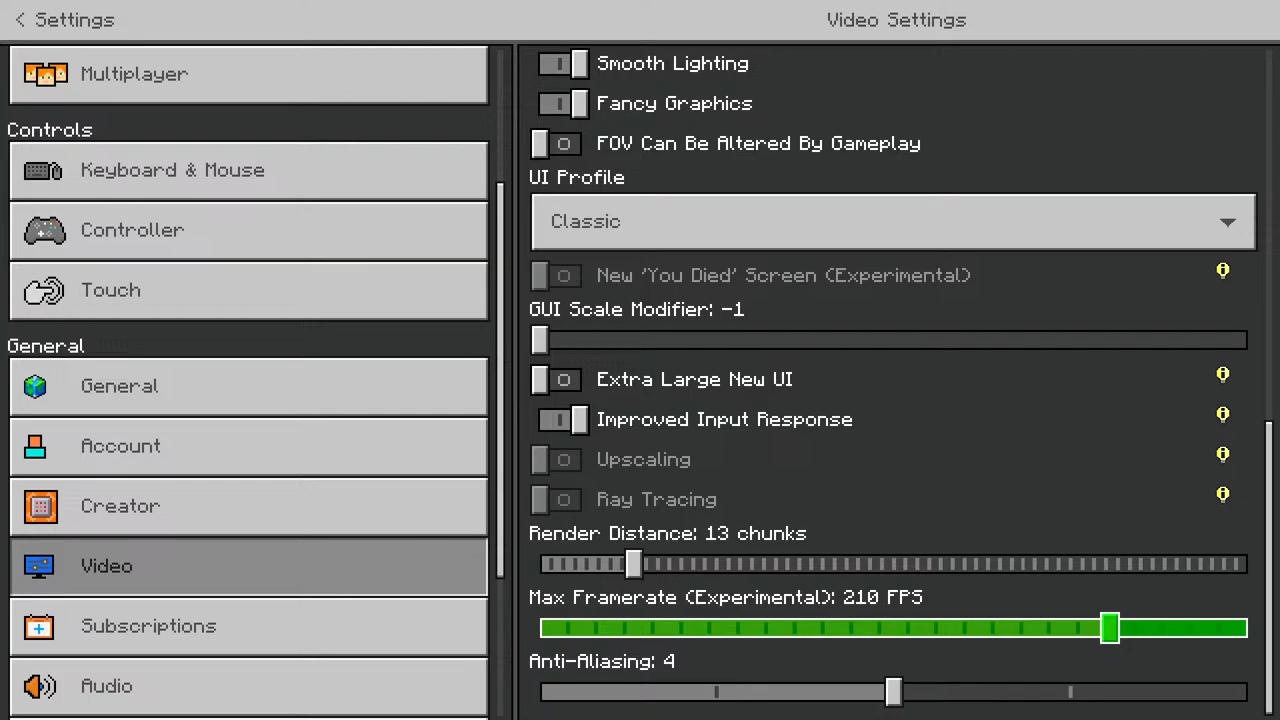 Settings
Video Settings
Multiplayer
Controls
Keyboard & Mouse
Controller
Touch
General
General
Account
Creator
Video
Subscriptions
Audio
Smooth Lighting
Fancy Graphics
FOV Can Be Altered By Gameplay
UI Profile
Classic
New 'You Died' Screen (Experimental)
GUI Scale Modifier: -1
Extra Large New UI
Improved Input Response
Upscaling
Ray Tracing
Render Distance: 13 chunks
Max Framerate (Experimental): 210 FPS
Anti-Aliasing: 4